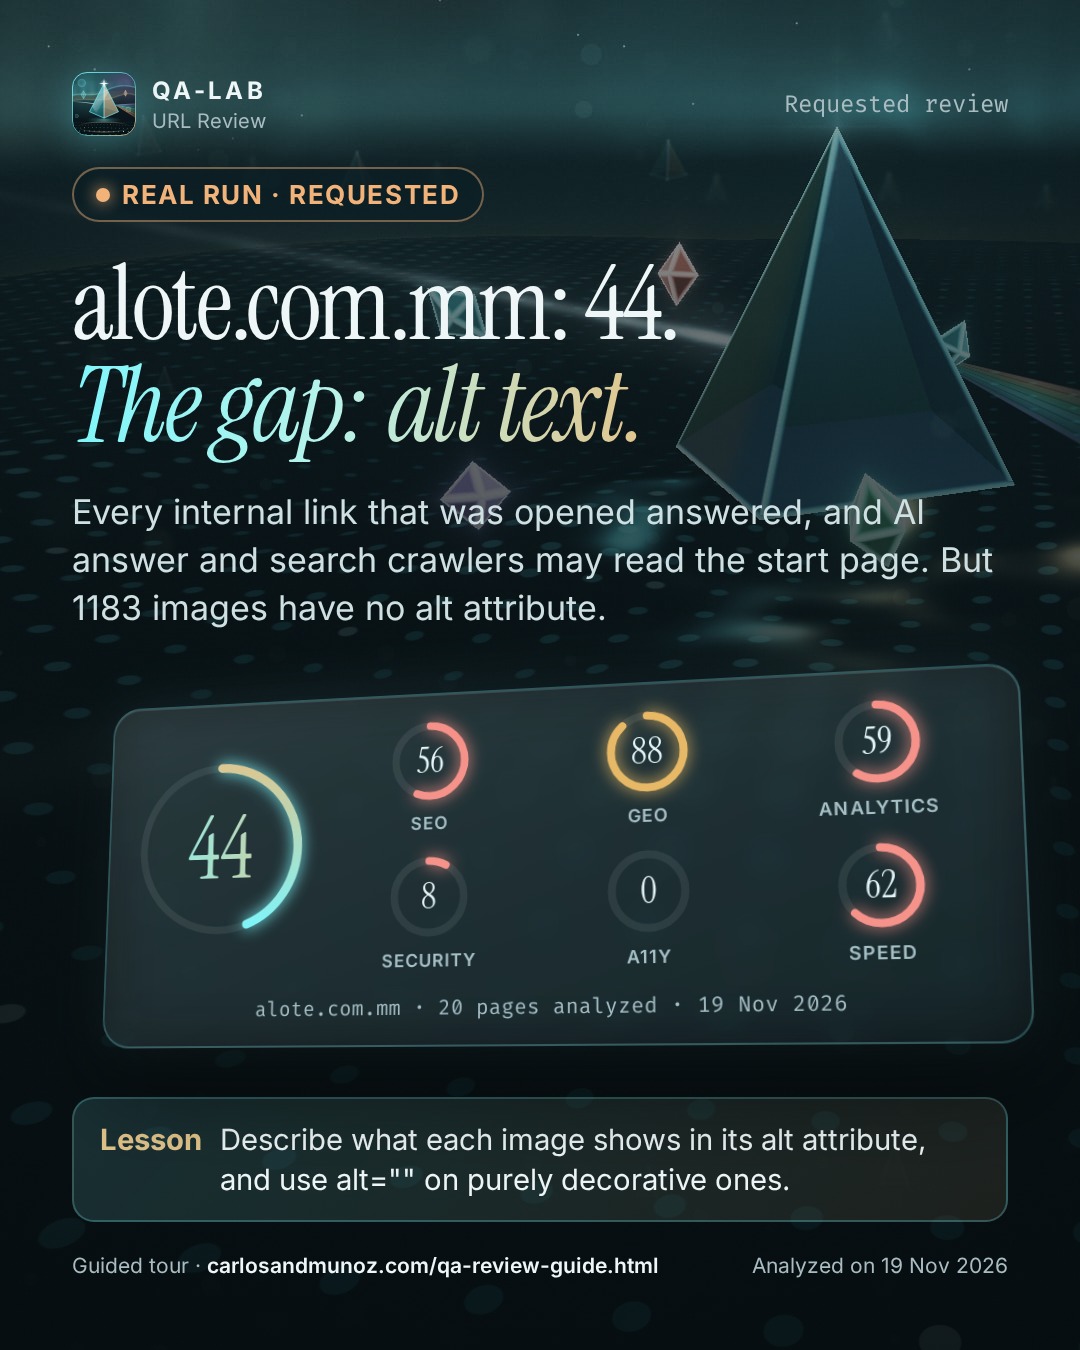 QA-LAB
URL Review
Requested review
REAL RUN · REQUESTED
alote.com.mm: 44.
The gap: alt text.
Every internal link that was opened answered, and AI
answer and search crawlers may read the start page. But
1183 images have no alt attribute.
44
56
SEO
88
GEO
59
ANALYTICS
8
SECURITY
0
A11Y
62
SPEED
alote.com.mm · 20 pages analyzed · 19 Nov 2026
Lesson Describe what each image shows in its alt attribute,
and use alt="" on purely decorative ones.
Guided tour · carlosandmunoz.com/qa-review-guide.html
Analyzed on 19 Nov 2026